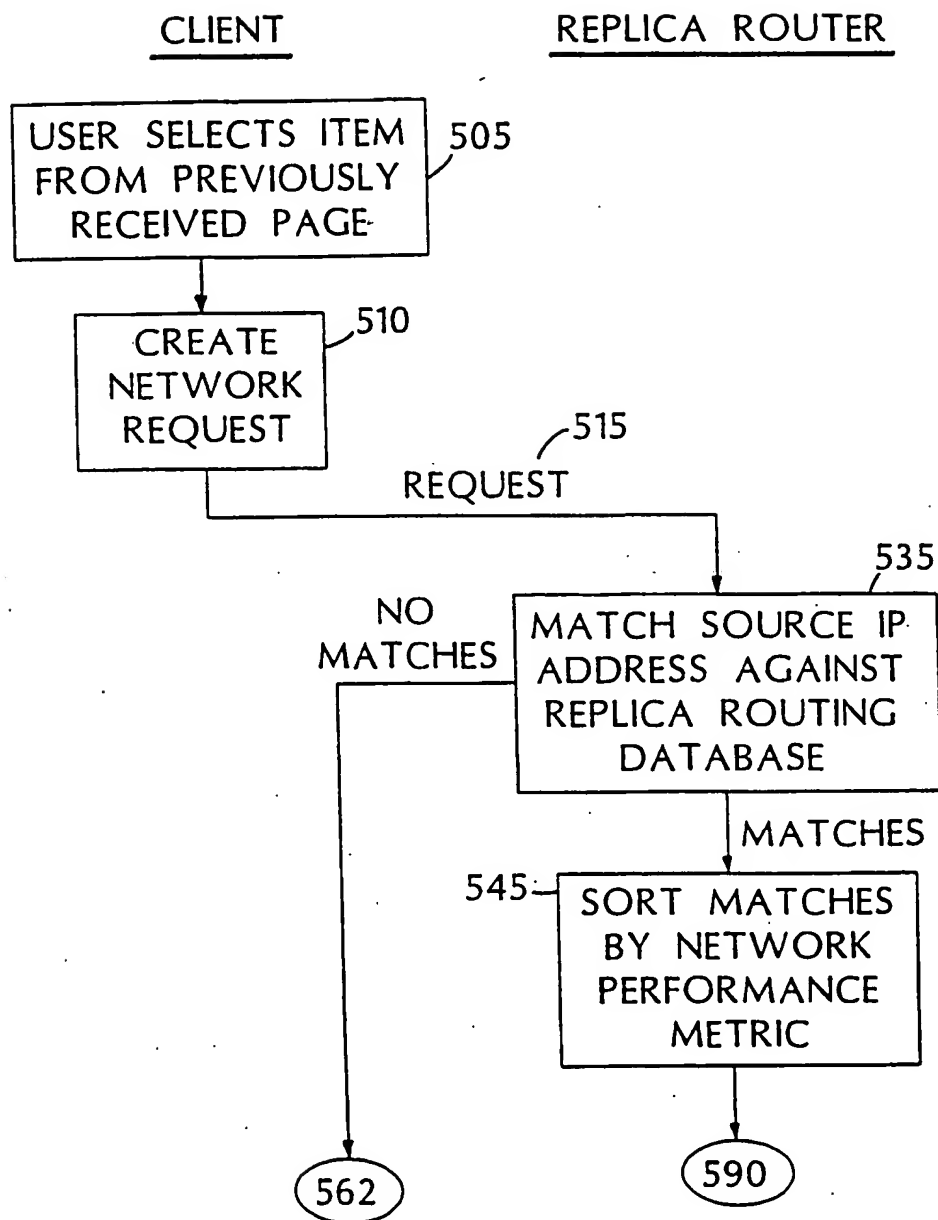 CLIENT
REPLICA ROUTER
USER SELECTS ITEM
FROM PREVIOUSLY
RECEIVED PAGE
505
CREATE
NETWORK
REQUEST
510
515
REQUEST
535
NO
MATCHES
MATCH SOURCE IP
ADDRESS AGAINST
REPLICA ROUTING
DATABASE
MATCHES
545
SORT MATCHES
BY NETWORK
PERFORMANCE
METRIC
562
590